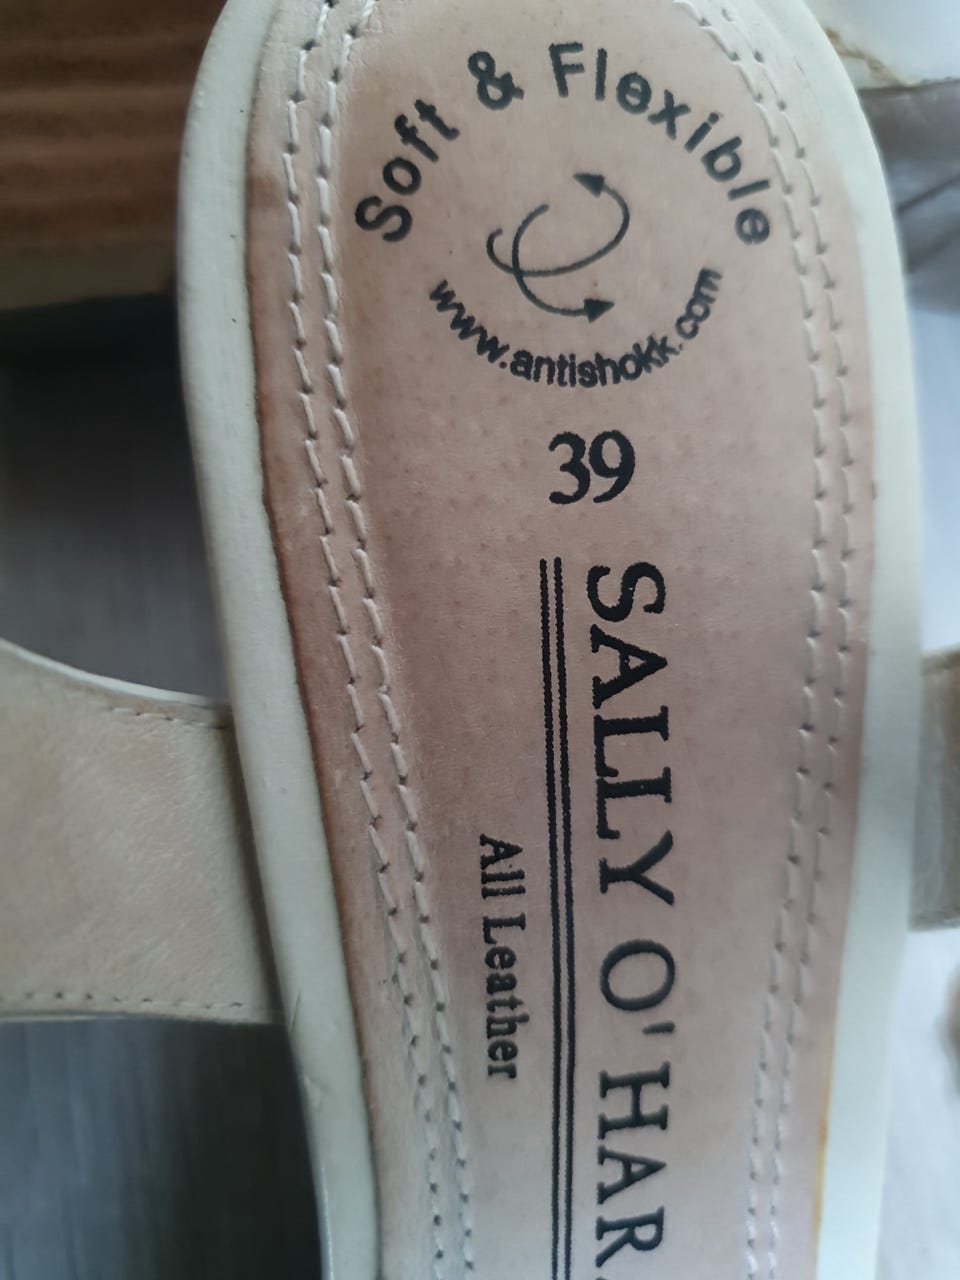 Soft & Flexible
www.antishokk.com
39
SALLY O'HAR
All Leather